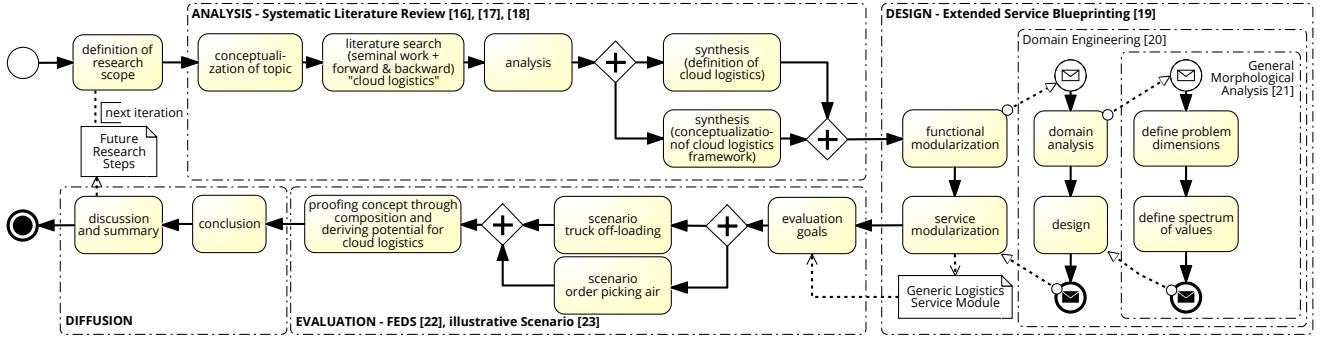 ANALYSIS - Systematic Literature Review [16], [17], [18]
definition of
research
scope
conceptuali-
zation of topic
literature search
(seminal work +
forward & backward)
"cloud logistics"
analysis
synthesis
(definition of
cloud logistics)
synthesis
(conceptualizatio-
nof cloud logistics
framework)
next iteration
Future
Research
Steps
DESIGN - Extended Service Blueprinting [19]
Domain Engineering [20]
General
Morphological
Analysis [21]
functional
modularization
domain
analysis
define problem
dimensions
service
modularization
design
define spectrum
of values
Generic Logistics
Service Module
evaluation
goals
scenario
truck off-loading
scenario
order picking air
proofing concept through
composition and
deriving potential for
cloud logistics
EVALUATION - FEDS [22], illustrative Scenario [23]
conclusion
discussion
and summary
DIFFUSION